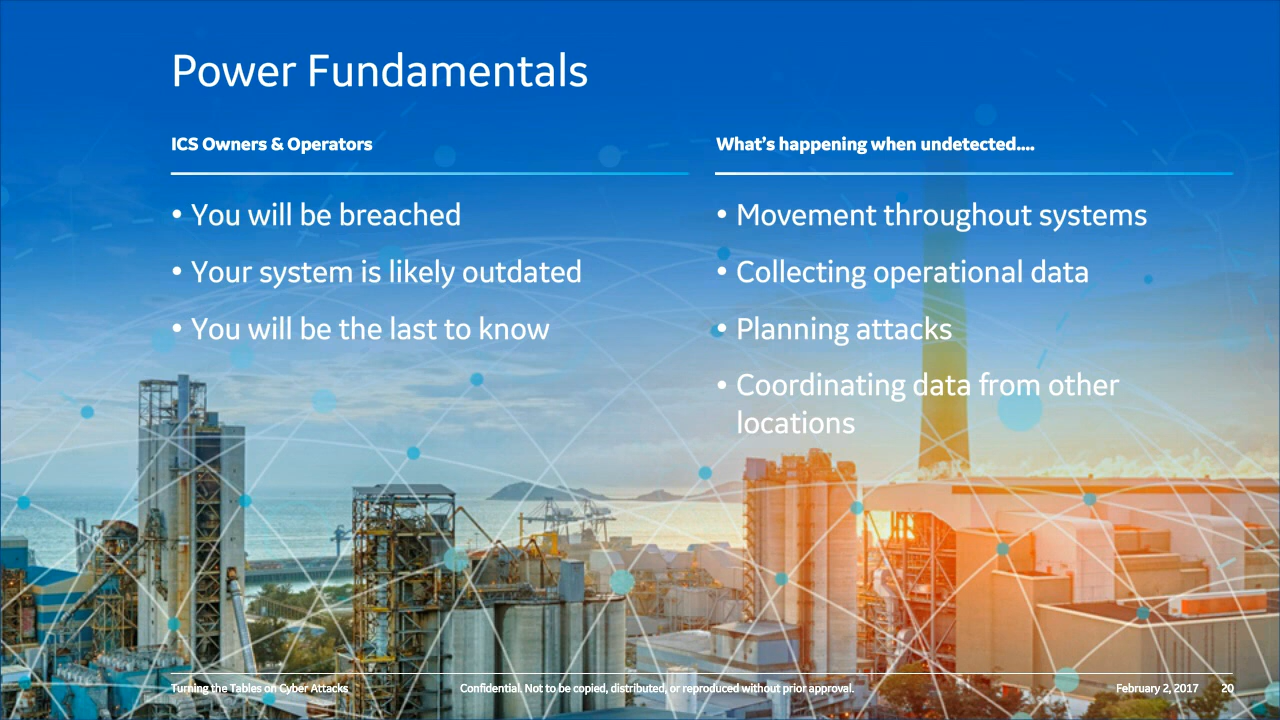 Power Fundamentals
ICS Owners & Operators
• You will be breached
• Your system is likely outdated
• You will be the last to know
What's happening when undetected....
• Movement throughout systems
• Collecting operational data
• Planning attacks
• Coordinating data from other
locations
Turning the Tables on Cyber Attacks
Confidential. Not to be copied, distributed, or reproduced without prior approval.
February 2, 2017
20